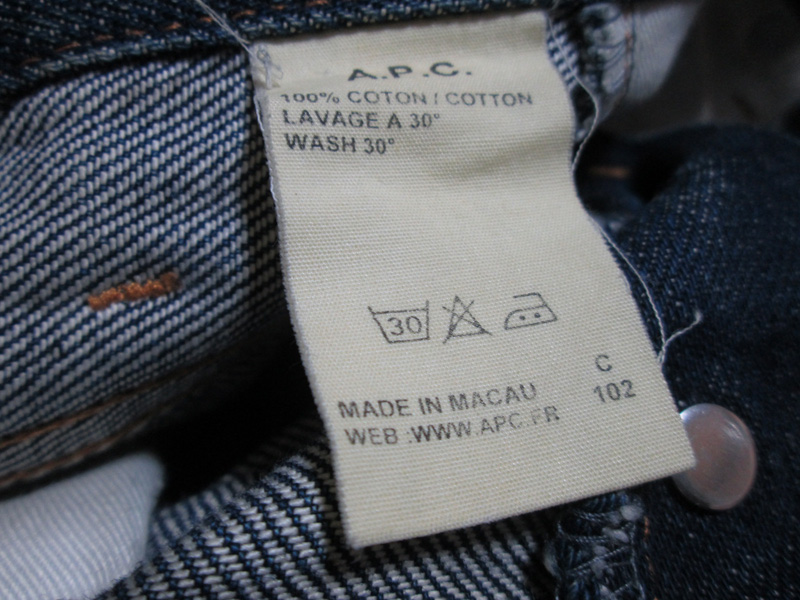 A.P.C.
100% COTON / COTTON
LAVAGE A 30°
WASH 30°
30
C
MADE IN MACAU 102
WEB :WWW.APC.FR